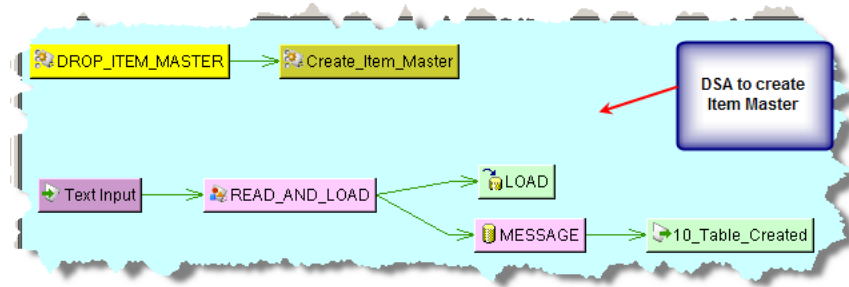 DROP_ITEM_MASTER
Create_Item_Master
DSA to create
Item Master
Text Input
READ_AND_LOAD
LOAD
MESSAGE
10_Table_Created